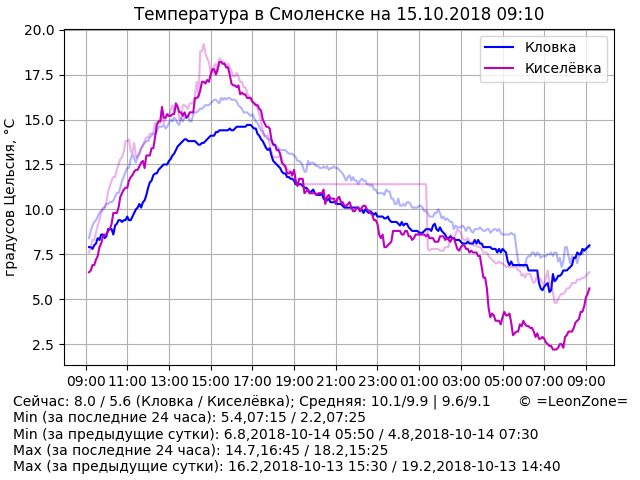 Температура в Смоленске на 15.10.2018 09:10
20.0
17.5
15.0
12.5
10.0
7.5
5.0
2.5
градусов Цельсия, °C
Кловка
Киселёвка
09:00 11:00 13:00 15:00 17:00 19:00 21:00 23:00 01:00 03:00 05:00 07:00 09:00
Сейчас: 8.0 / 5.6 (Кловка / Киселёвка); Средняя: 10.1/9.9 | 9.6/9.1 © =LeonZone=
Min (за последние 24 часа): 5.4,07:15 / 2.2,07:25
Min (за предыдущие сутки): 6.8,2018-10-14 05:50 / 4.8,2018-10-14 07:30
Max (за последние 24 часа): 14.7,16:45 / 18.2,15:25
Max (за предыдущие сутки): 16.2,2018-10-13 15:30 / 19.2,2018-10-13 14:40